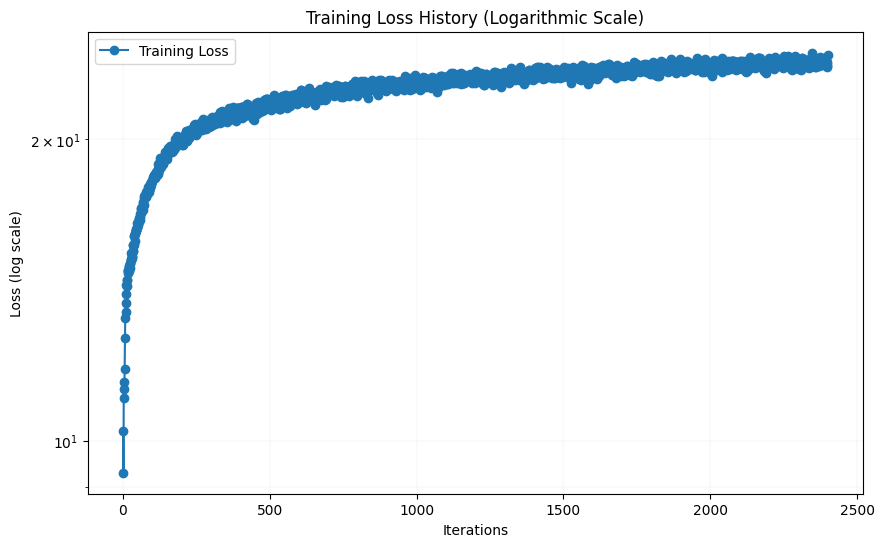 Training Loss History (Logarithmic Scale)
Training Loss
Loss (log scale)
2 × 10¹
10¹
0 500 1000 1500 2000 2500
Iterations